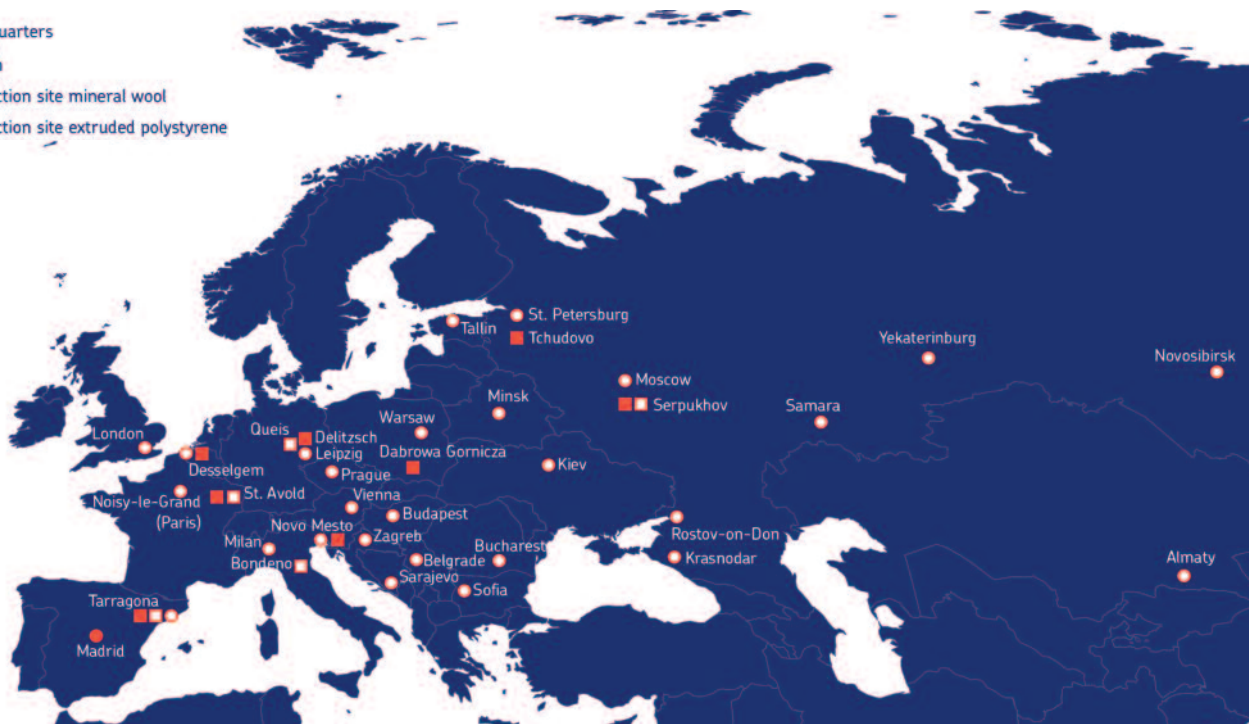 uarters
n
ction site mineral wool
ction site extruded polystyrene
St. Petersburg
Tallin
Tchudovo
Yekaterinburg
Novosibirsk
Moscow
Minsk
Serpukhov
Samara
Warsaw
London
Queis
Delitzsch
Leipzig
Dabrowa Gornicza
Kiev
Desselgem
Prague
Noisy-le-Grand
(Paris)
St. Avold
Vienna
Budapest
Novo Mesto
Zagreb
Rostov-on-Don
Milan
Bucharest
Krasnodar
Bondeno
Belgrade
Almaty
Sarajevo
Sofia
Tarragona
Madrid